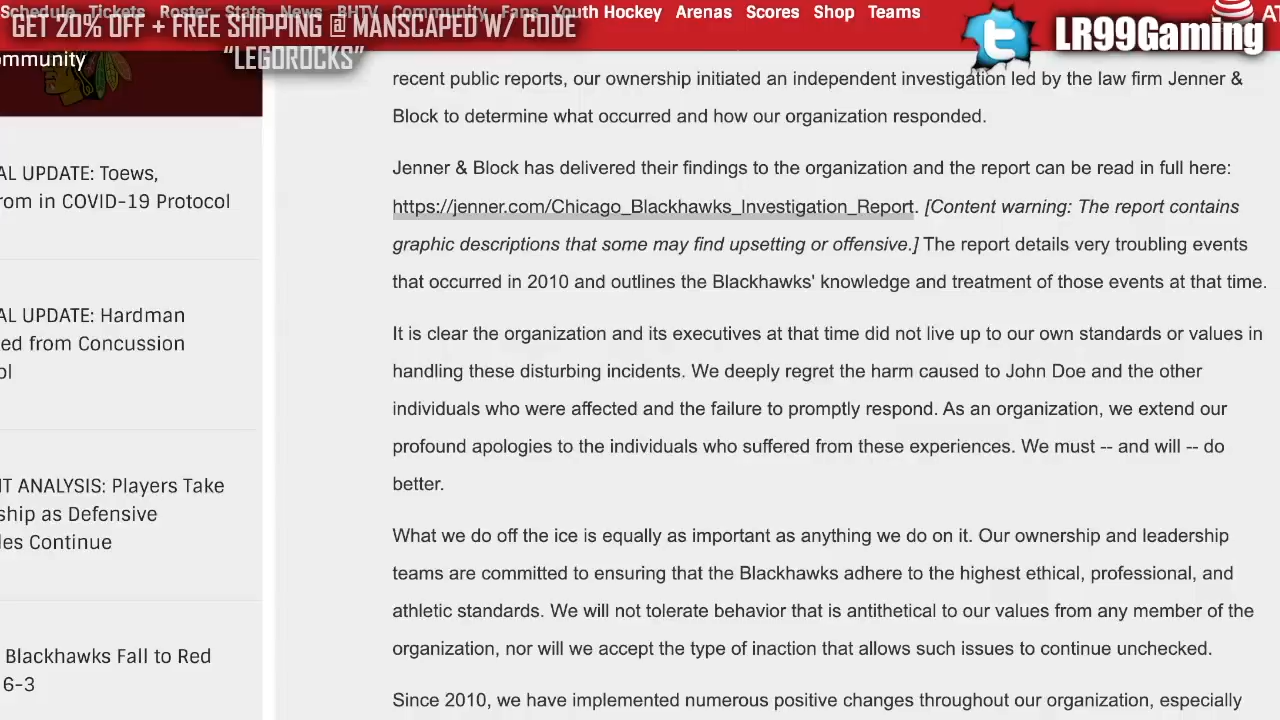 Schedule Tickets Roster Stats News BHTV Community Fans Youth Hockey Arenas Scores Shop Teams
GET 20% OFF + FREE SHIPPING @ MANSCAPED W/ CODE
"LEGOROCKS"
LR99Gaming
AT
ommunity
AL UPDATE: Toews,
rom in COVID-19 Protocol
AL UPDATE: Hardman
ed from Concussion
ol
IT ANALYSIS: Players Take
ship as Defensive
les Continue
Blackhawks Fall to Red
6-3
recent public reports, our ownership initiated an independent investigation led by the law firm Jenner &
Block to determine what occurred and how our organization responded.
Jenner & Block has delivered their findings to the organization and the report can be read in full here:
https://jenner.com/Chicago_Blackhawks_Investigation_Report. [Content warning: The report contains
graphic descriptions that some may find upsetting or offensive.] The report details very troubling events
that occurred in 2010 and outlines the Blackhawks' knowledge and treatment of those events at that time.
It is clear the organization and its executives at that time did not live up to our own standards or values in
handling these disturbing incidents. We deeply regret the harm caused to John Doe and the other
individuals who were affected and the failure to promptly respond. As an organization, we extend our
profound apologies to the individuals who suffered from these experiences. We must -- and will -- do
better.
What we do off the ice is equally as important as anything we do on it. Our ownership and leadership
teams are committed to ensuring that the Blackhawks adhere to the highest ethical, professional, and
athletic standards. We will not tolerate behavior that is antithetical to our values from any member of the
organization, nor will we accept the type of inaction that allows such issues to continue unchecked.
Since 2010, we have implemented numerous positive changes throughout our organization, especially